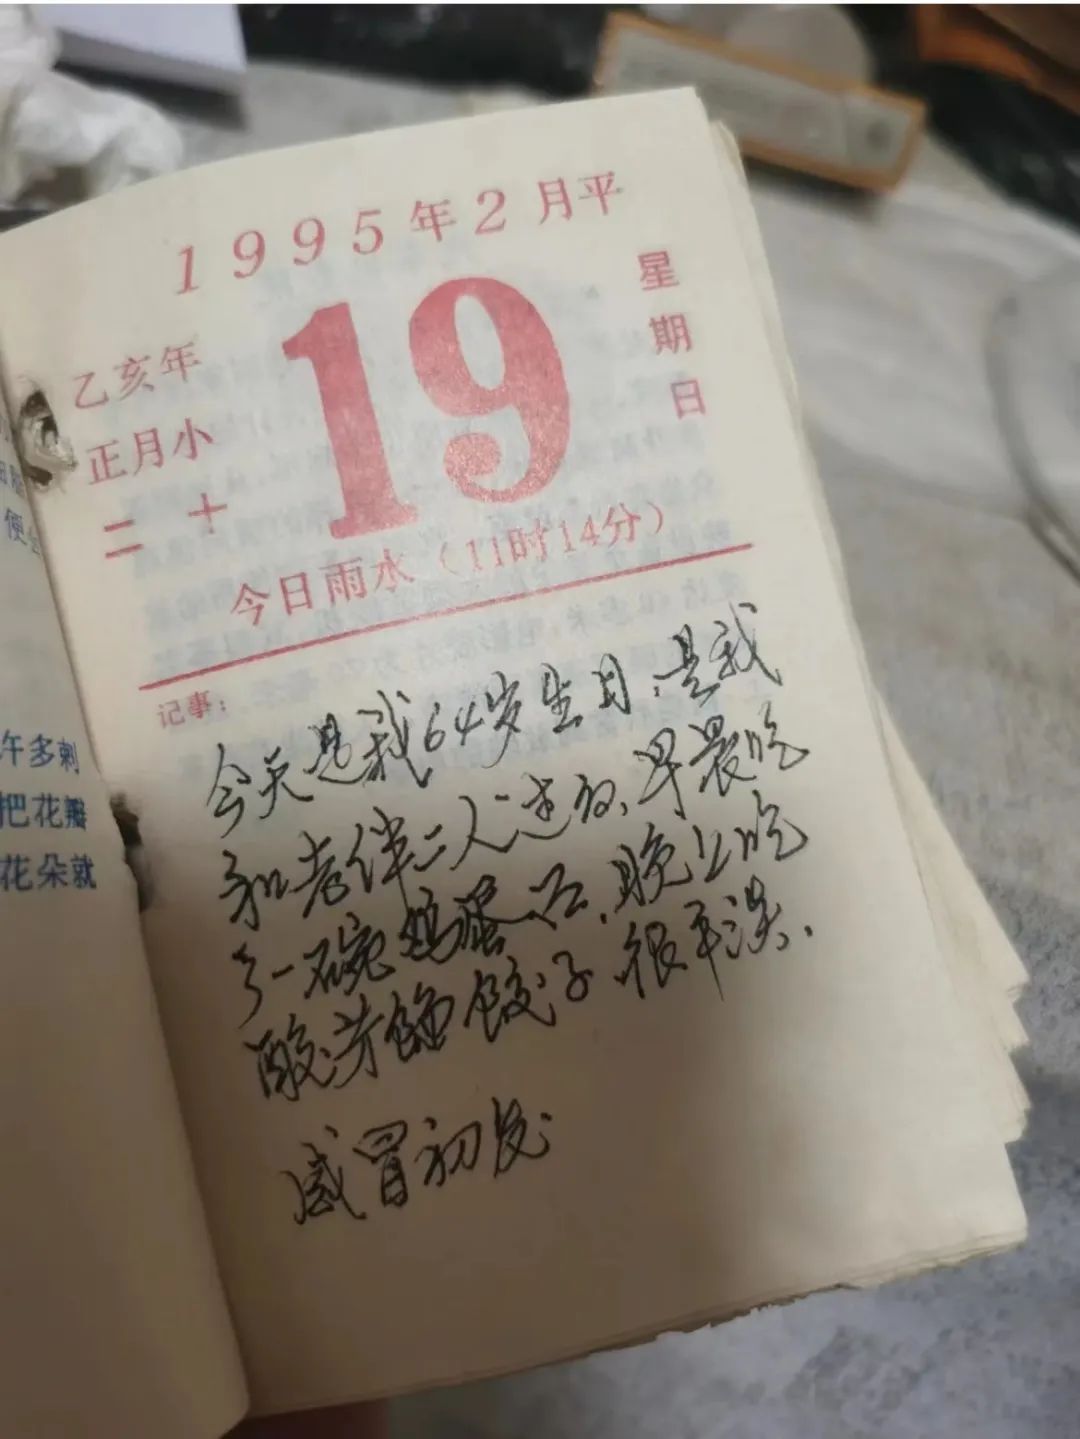 1995年2月平
19
星期日
乙亥年
正月小
二十
今日雨水(11时14分)
记事:
今天是我64岁生日,是我
和老伴二人过的,早晨吃
了一碗鸡蛋面,晚上吃
酸芹馅饺子,很平淡.
感冒初发
便
午多刺
把花瓣
花朵就